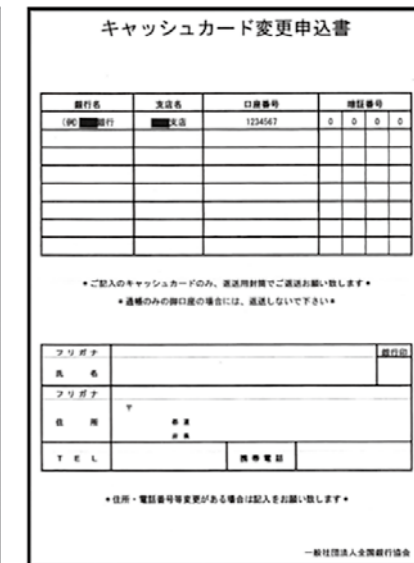 キャッシュカード変更申込書
銀行名 支店名 口座番号 暗証番号
(例) 銀行 支店 1234567 0 0 0 0
*ご記入のキャッシュカードのみ、返送用封筒でご返送お願い致します*
*通帳のみの御口座の場合には、返送しないで下さい*
フリガナ 銀行印
氏 名
フリガナ
住 所 〒
都 道
府 県
T E L 携帯電話
*住所・電話番号等変更がある場合は記入をお願い致します*
一般社団法人全国銀行協会